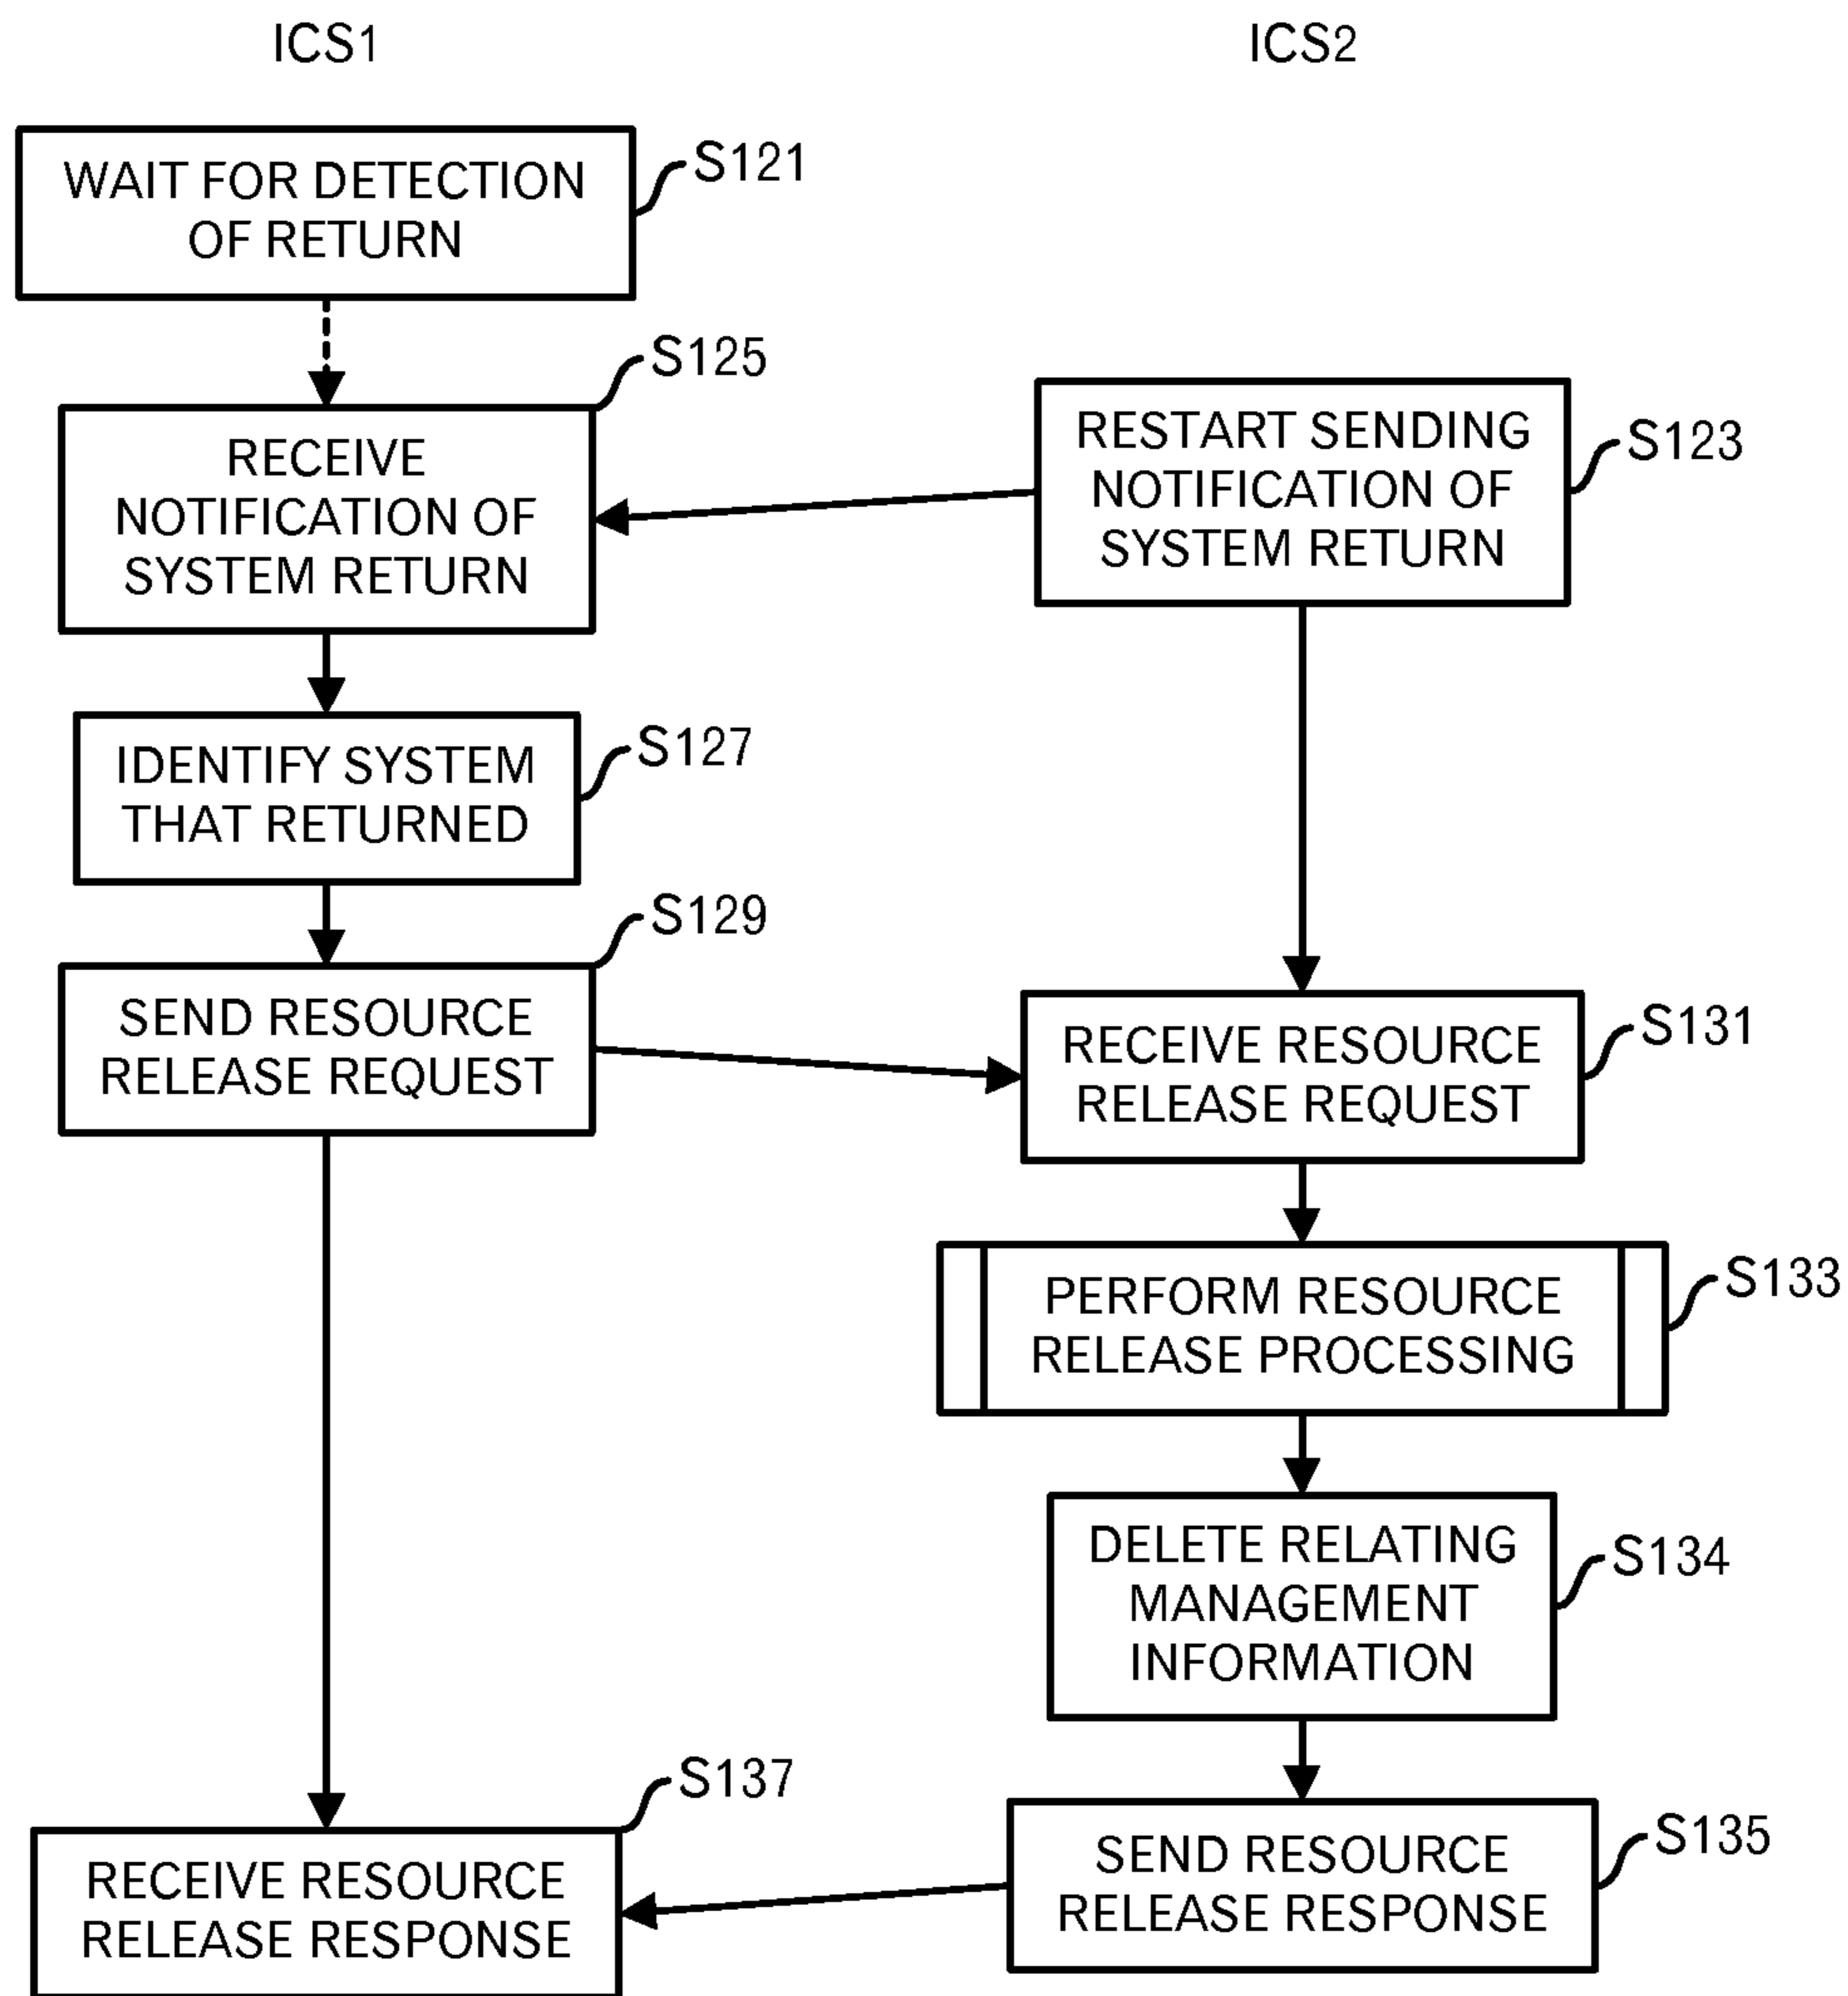 ICS1
ICS2
WAIT FOR DETECTION
OF RETURN
S121
S125
RECEIVE
NOTIFICATION OF
SYSTEM RETURN
RESTART SENDING
NOTIFICATION OF
SYSTEM RETURN
S123
IDENTIFY SYSTEM
THAT RETURNED
S127
S129
SEND RESOURCE
RELEASE REQUEST
RECEIVE RESOURCE
RELEASE REQUEST
S131
PERFORM RESOURCE
RELEASE PROCESSING
S133
DELETE RELATING
MANAGEMENT
INFORMATION
S134
S137
RECEIVE RESOURCE
RELEASE RESPONSE
SEND RESOURCE
RELEASE RESPONSE
S135